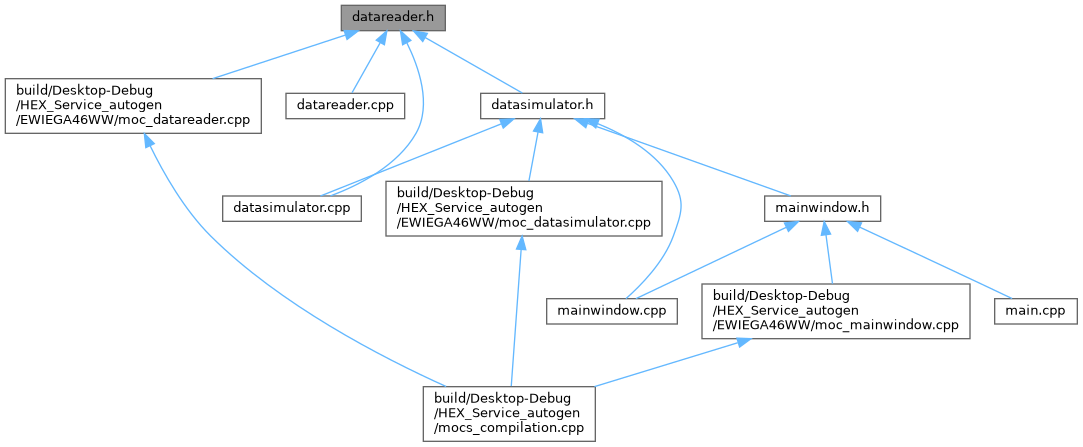 datareader.h
build/Desktop-Debug
/HEX_Service_autogen
/EWIEGA46WW/moc_datareader.cpp
datareader.cpp
datasimulator.h
datasimulator.cpp
build/Desktop-Debug
/HEX_Service_autogen
/EWIEGA46WW/moc_datasimulator.cpp
mainwindow.h
mainwindow.cpp
build/Desktop-Debug
/HEX_Service_autogen
/EWIEGA46WW/moc_mainwindow.cpp
main.cpp
build/Desktop-Debug
/HEX_Service_autogen
/mocs_compilation.cpp